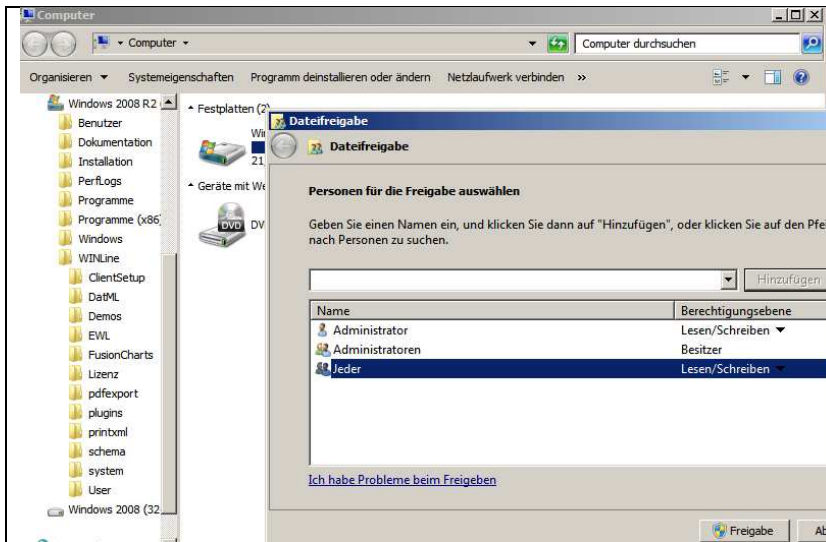 Computer
Computer
Computer durchsuchen
Organisieren Systemeigenschaften Programm deinstallieren oder ändern Netzlaufwerk verbinden »
Windows 2008 R2
Benutzer
Dokumentation
Installation
PerfLogs
Programme
Programme (x86)
Windows
WINLine
ClientSetup
DatML
Demos
EWL
FusionCharts
Lizenz
pdfexport
plugins
printxml
schema
system
User
Windows 2008 (32
Festplatten (2)
Wi
21
Geräte mit We
DVD DV
Dateifreigabe
Dateifreigabe
Personen für die Freigabe auswählen
Geben Sie einen Namen ein, und klicken Sie dann auf "Hinzufügen", oder klicken Sie auf den Pfe
nach Personen zu suchen.
Hinzufügen
Name Berechtigungsebene
Administrator Lesen/Schreiben
Administratoren Besitzer
Jeder Lesen/Schreiben
Ich habe Probleme beim Freigeben
Freigabe Ab